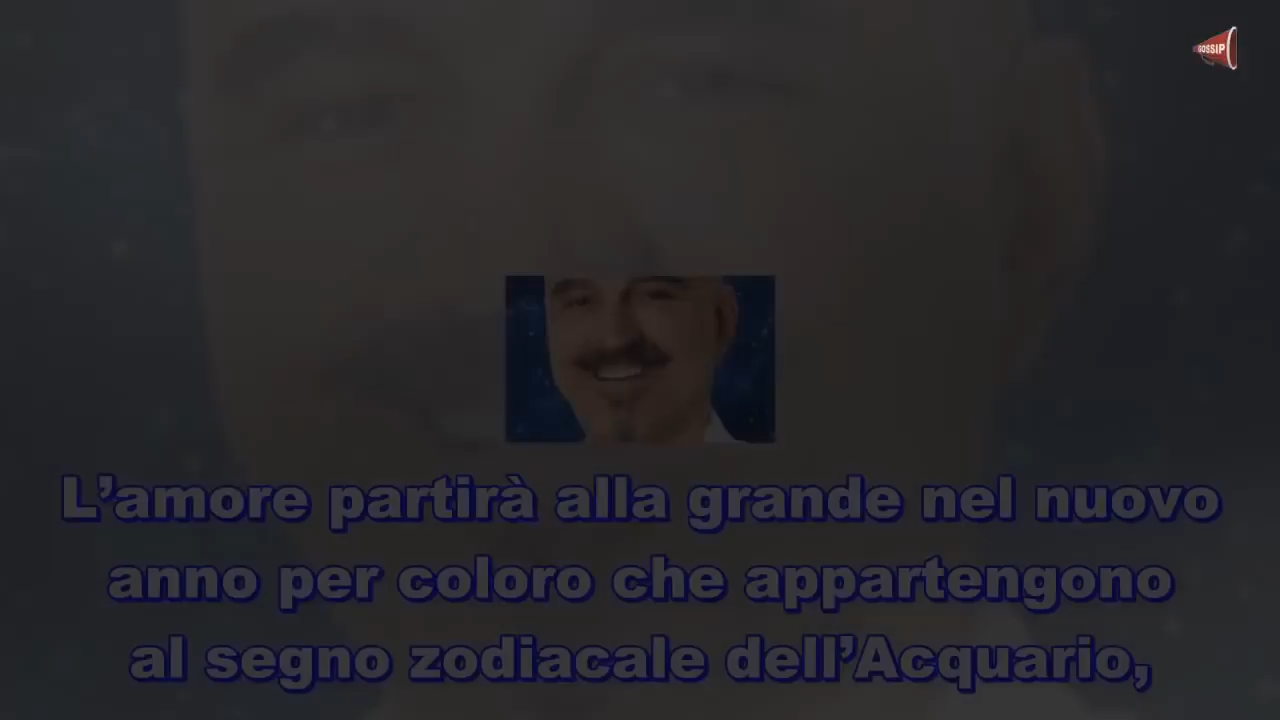 GOSSIP
L’amore partirà alla grande nel nuovo
anno per coloro che appartengono
al segno zodiacale dell’Acquario,